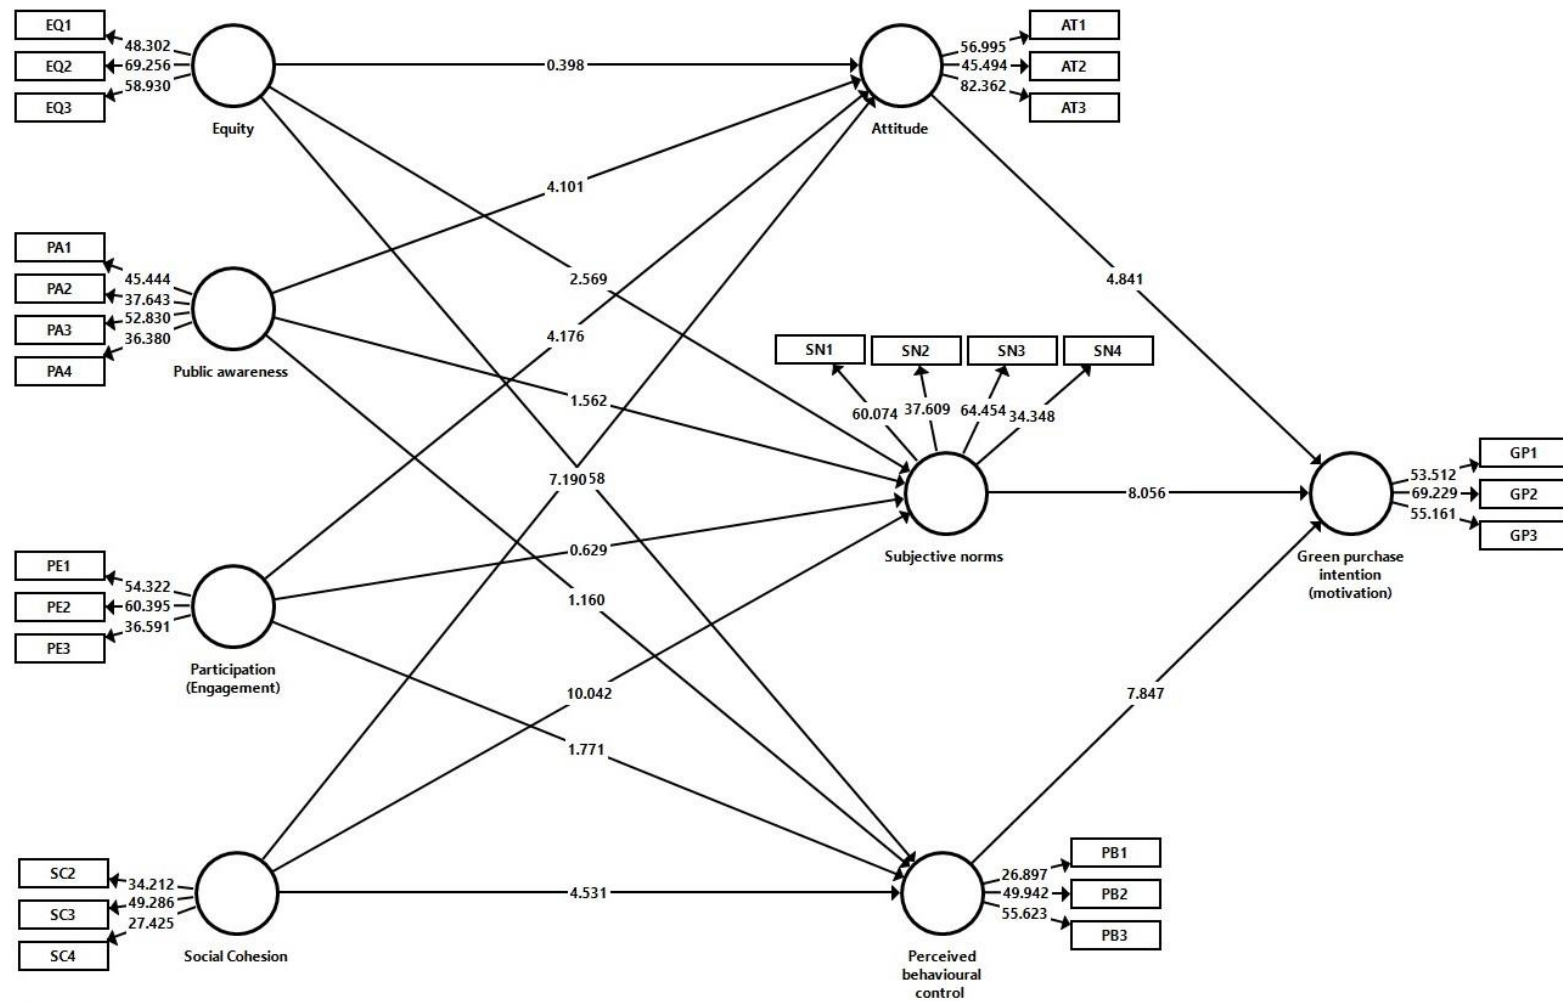 EQ1
48.302
EQ2
69.256
EQ3
58.930
Equity
0.398
56.995
45.494
82.362
AT1
AT2
AT3
Attitude
4.101
2.569
4.841
PA1
45.444
PA2
37.643
PA3
52.830
PA4
36.380
Public awareness
4.176
1.562
SN1
SN2
SN3
SN4
60.074
37.609
64.454
34.348
Subjective norms
8.056
7.190
53.512
69.229
55.161
GP1
GP2
GP3
Green purchase
intention
(motivation)
PE1
54.322
PE2
60.395
PE3
36.591
Participation
(Engagement)
0.629
1.160
10.042
7.847
1.771
SC2
34.212
SC3
49.286
SC4
27.425
Social Cohesion
4.531
26.897
49.942
55.623
PB1
PB2
PB3
Perceived
behavioural
control